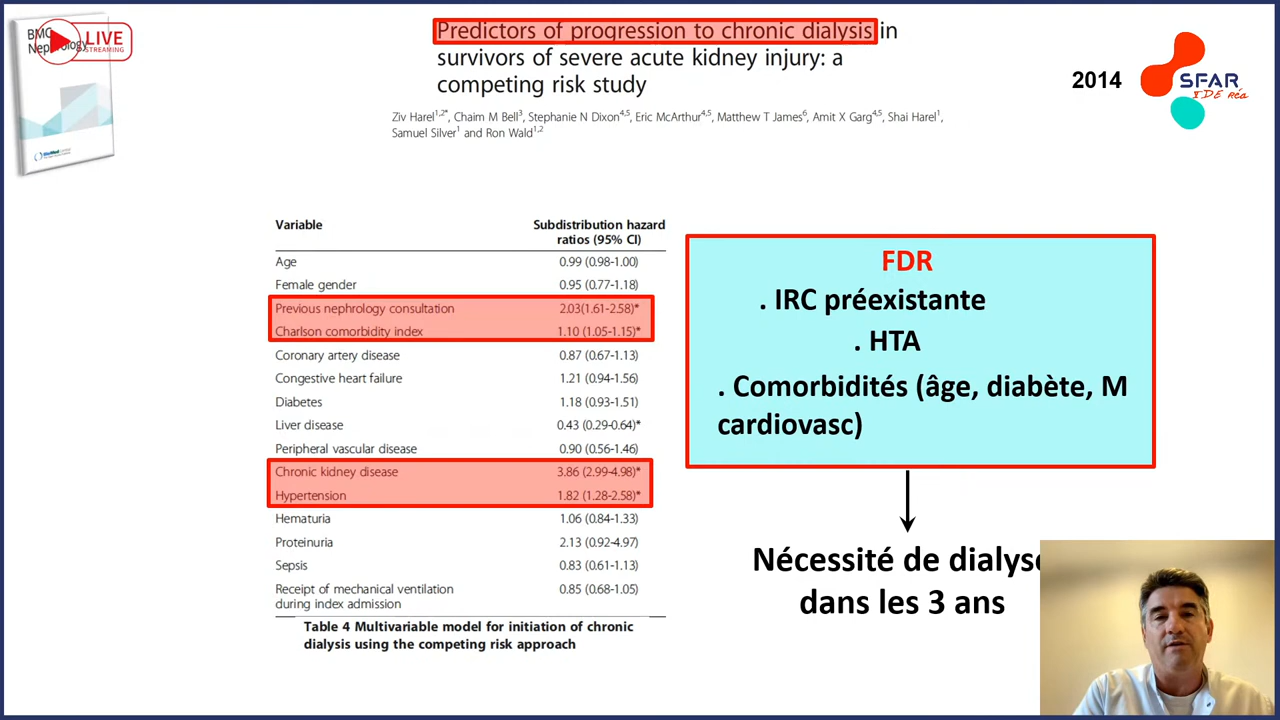 BMC
Nephrology
LIVE
STREAMING
BioMed Central
Predictors of progression to chronic dialysis in
survivors of severe acute kidney injury: a
competing risk study
Ziv Harel1,2*, Chaim M Bell3, Stephanie N Dixon4,5, Eric McArthur4,5, Matthew T James6, Amit X Garg4,5, Shai Harel1,
Samuel Silver1 and Ron Wald1,2
2014
SFAR
IDE Réa
Variable Subdistribution hazard
ratios (95% CI)
Age 0.99 (0.98-1.00)
Female gender 0.95 (0.77-1.18)
Previous nephrology consultation 2.03(1.61-2.58)*
Charlson comorbidity index 1.10 (1.05-1.15)*
Coronary artery disease 0.87 (0.67-1.13)
Congestive heart failure 1.21 (0.94-1.56)
Diabetes 1.18 (0.93-1.51)
Liver disease 0.43 (0.29-0.64)*
Peripheral vascular disease 0.90 (0.56-1.46)
Chronic kidney disease 3.86 (2.99-4.98)*
Hypertension 1.82 (1.28-2.58)*
Hematuria 1.06 (0.84-1.33)
Proteinuria 2.13 (0.92-4.97)
Sepsis 0.83 (0.61-1.13)
Receipt of mechanical ventilation 0.85 (0.68-1.05)
during index admission
Table 4 Multivariable model for initiation of chronic
dialysis using the competing risk approach
FDR
. IRC préexistante
. HTA
. Comorbidités (âge, diabète, M
cardiovasc)
Nécessité de dialyse
dans les 3 ans